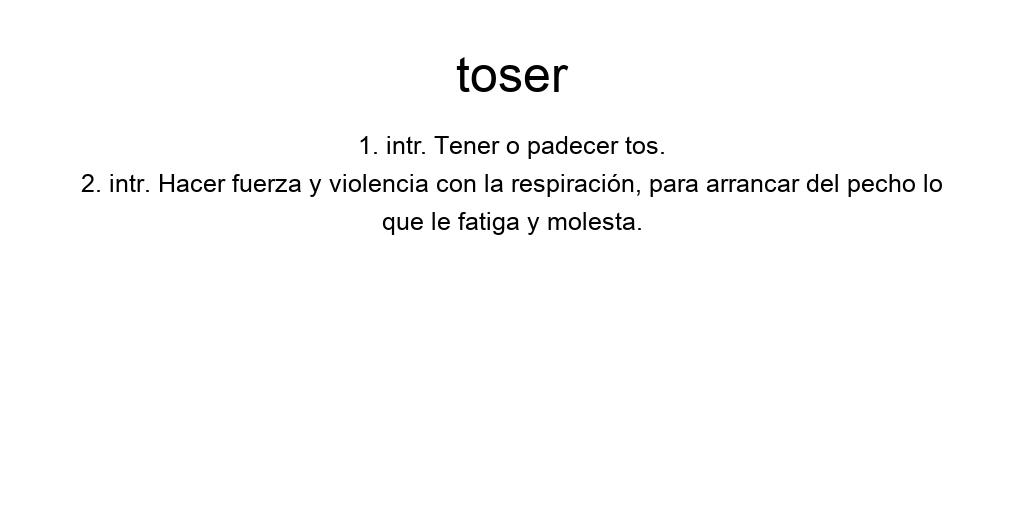 toser
1. intr. Tener o padecer tos.
2. intr. Hacer fuerza y violencia con la respiración, para arrancar del pecho lo
que le fatiga y molesta.